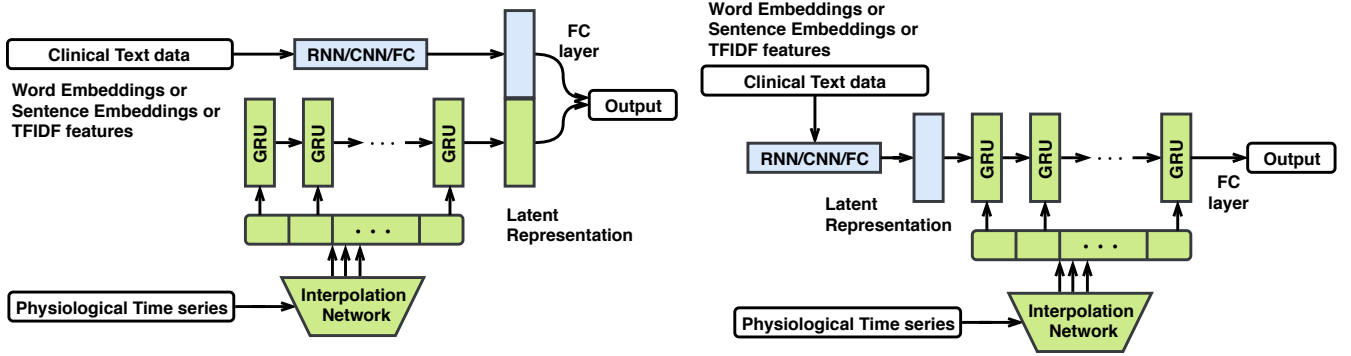 Clinical Text data
RNN/CNN/FC
FC
layer
Word Embeddings or
Sentence Embeddings or
TFIDF features
GRU
GRU
. . .
GRU
Output
Latent
Representation
. . .
Interpolation
Network
Physiological Time series
Word Embeddings or
Sentence Embeddings or
TFIDF features
Clinical Text data
RNN/CNN/FC
Latent
Representation
GRU
GRU
. . .
GRU
FC
layer
Output
. . .
Interpolation
Network
Physiological Time series